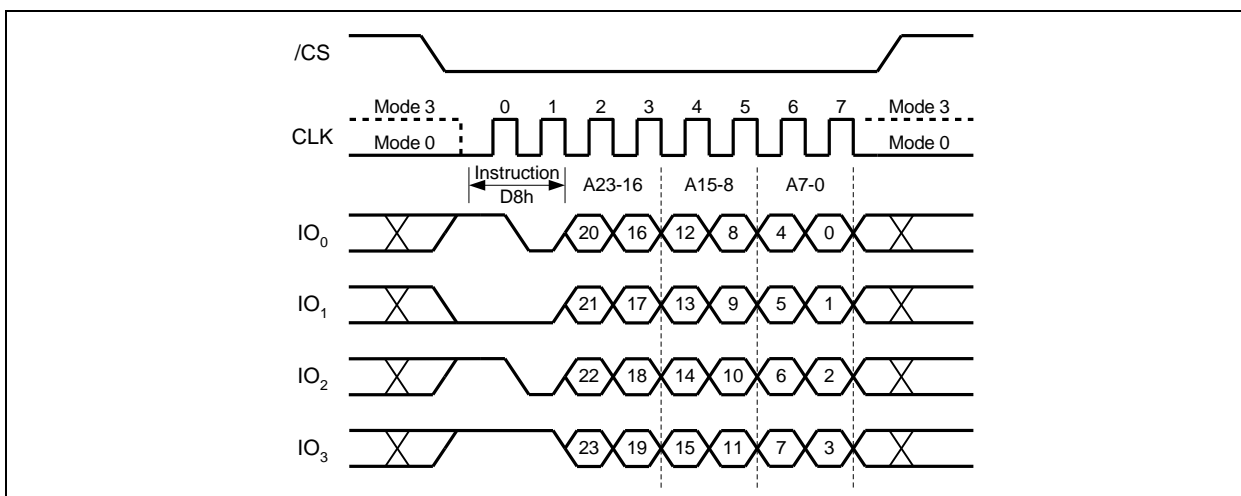 /CS
Mode 3 0 1 2 3 4 5 6 7 Mode 3
CLK Mode 0 Mode 0
Instruction A23-16 A15-8 A7-0
D8h
IO0 20 16 12 8 4 0
IO1 21 17 13 9 5 1
IO2 22 18 14 10 6 2
IO3 23 19 15 11 7 3